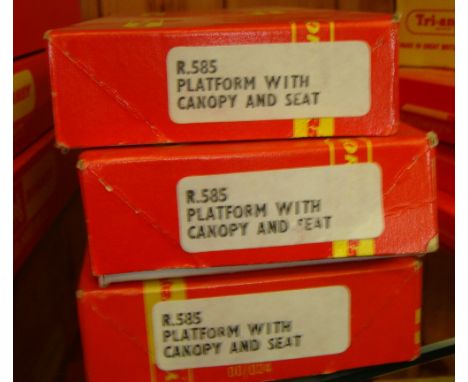 Tri-an
R.585
PLATFORM WITH
CANOPY AND SEAT
R.585
PLATFORM WITH
CANOPY AND SEAT
R.585
PLATFORM WITH
CANOPY AND SEAT